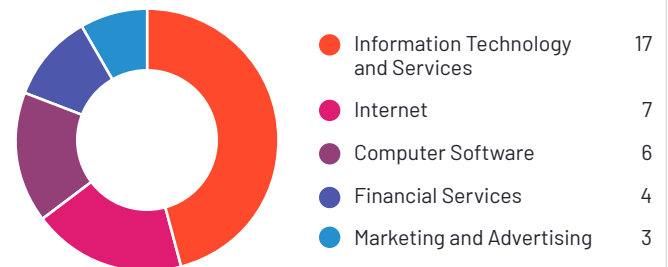 Information Technology 17
and Services
Internet 7
Computer Software 6
Financial Services 4
Marketing and Advertising 3